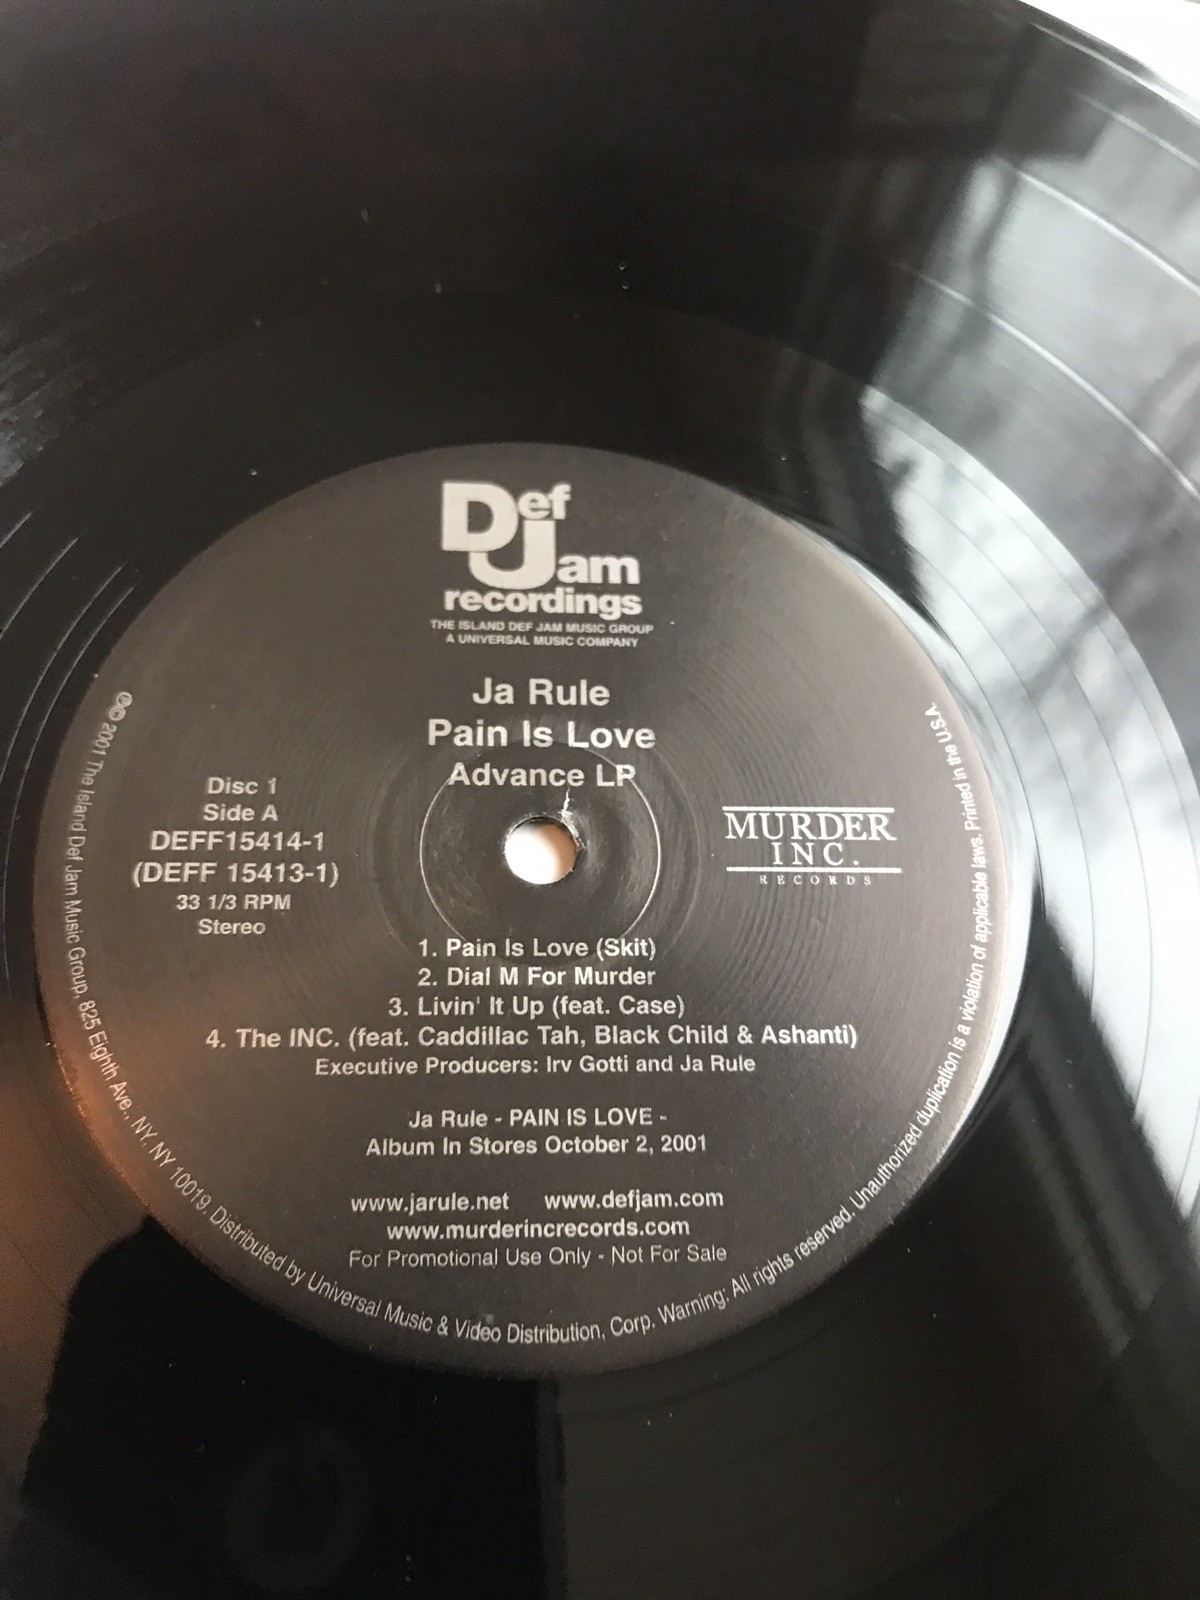 Def
Jam
recordings
THE ISLAND DEF JAM MUSIC GROUP
A UNIVERSAL MUSIC COMPANY
Ja Rule
Pain Is Love
Advance LP
Disc 1
Side A
DEFF15414-1
(DEFF 15413-1)
33 1/3 RPM
Stereo
MURDER
INC.
RECORDS
1. Pain Is Love (Skit)
2. Dial M For Murder
3. Livin' It Up (feat. Case)
4. The INC. (feat. Caddillac Tah, Black Child & Ashanti)
Executive Producers: Irv Gotti and Ja Rule
Ja Rule - PAIN IS LOVE -
Album In Stores October 2, 2001
www.jarule.net www.defjam.com
www.murderincrecords.com
For Promotional Use Only - Not For Sale
℗© 2001 The Island Def Jam Music Group, 825 Eighth Ave., NY, NY 10019. Distributed by Universal Music & Video Distribution, Corp. Warning: All rights reserved. Unauthorized duplication is a violation of applicable laws. Printed in the U.S.A.